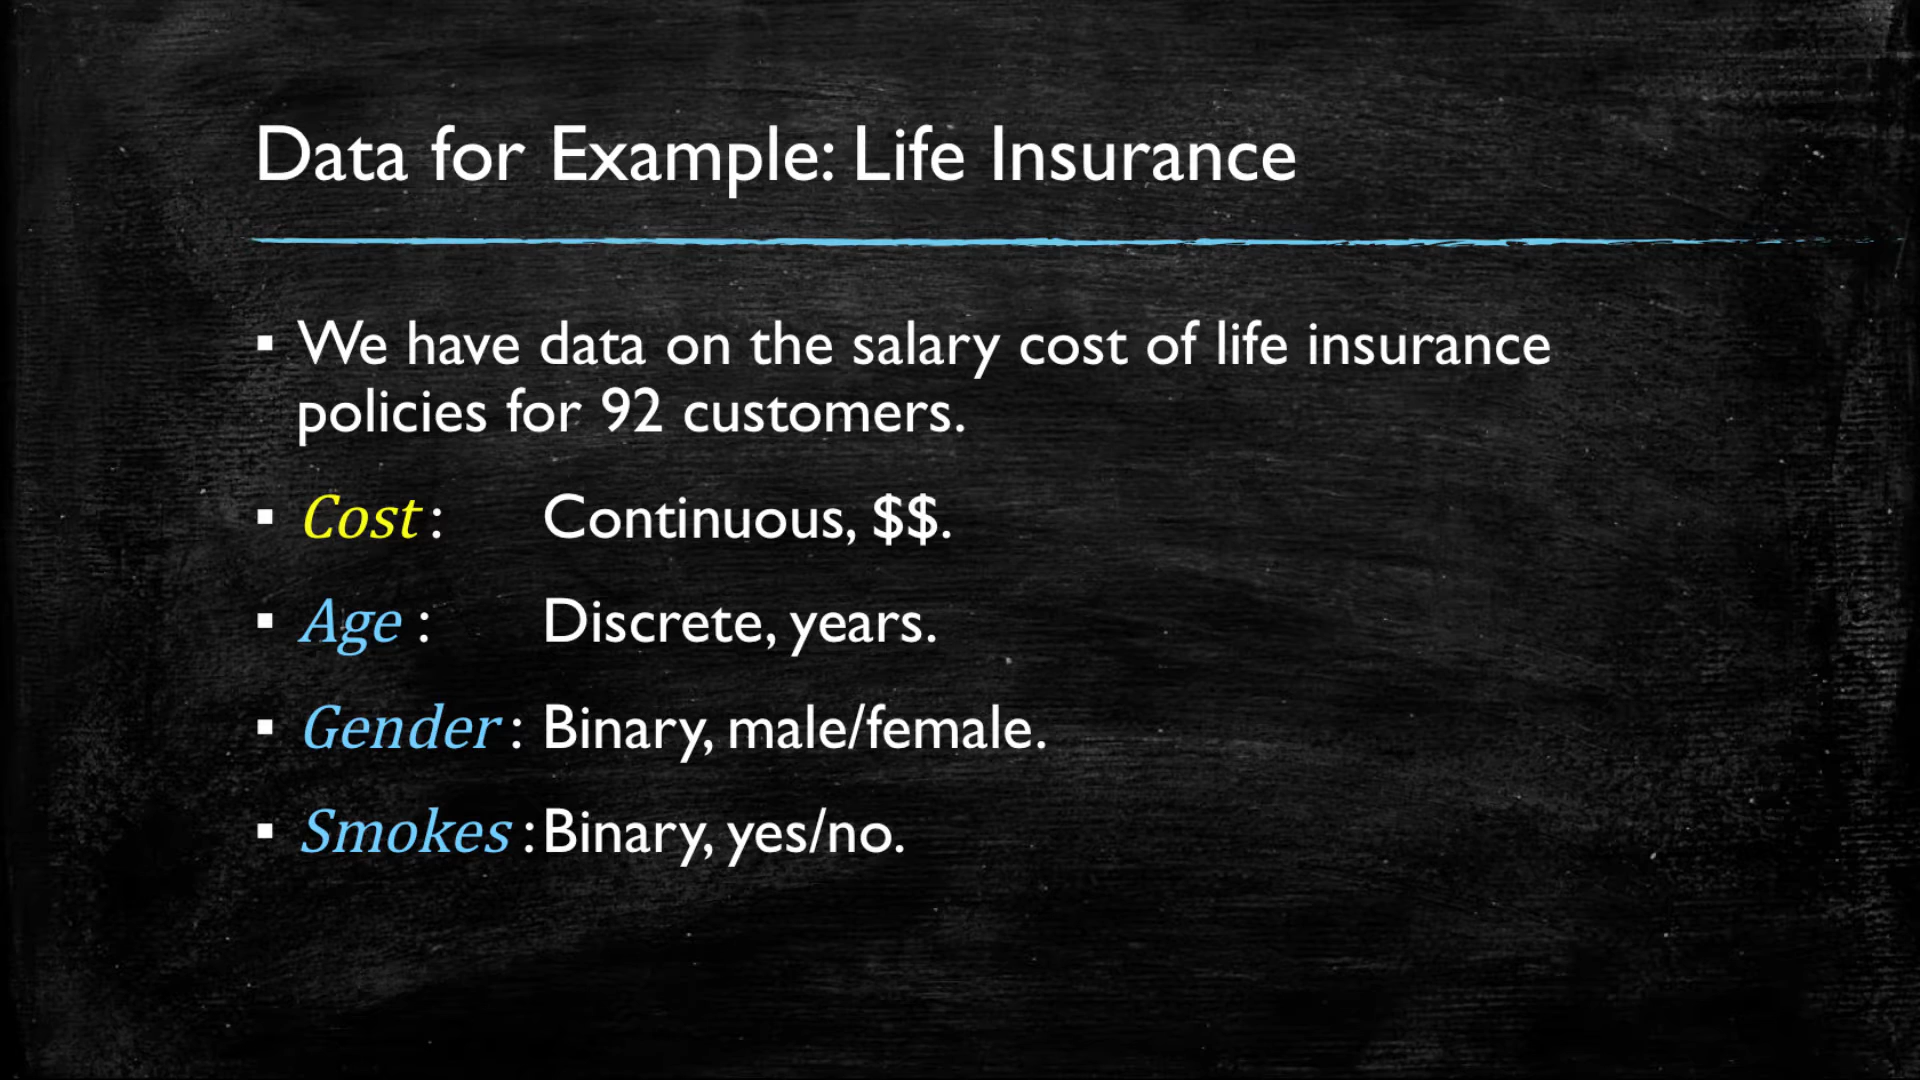 Data for Example: Life Insurance
▪ We have data on the salary cost of life insurance
policies for 92 customers.
▪ Cost : Continuous, $$.
▪ Age : Discrete, years.
▪ Gender : Binary, male/female.
▪ Smokes : Binary, yes/no.